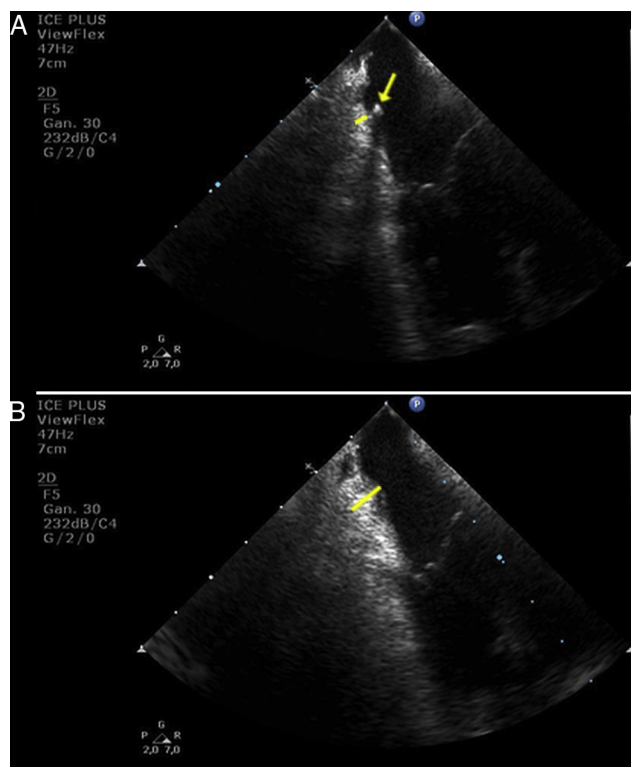 A
ICE PLUS
ViewFlex
47Hz
7cm
P
2D
F5
Gan. 30
232dB/C4
G/2/0
G
P R
2,0 7,0
B
ICE PLUS
ViewFlex
47Hz
7cm
P
2D
F5
Gan. 30
232dB/C4
G/2/0
G
P R
2,0 7,0